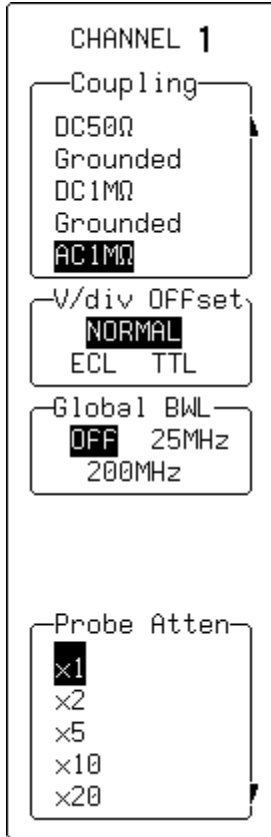 CHANNEL 1
Coupling
DC50Ω
Grounded
DC1MΩ
Grounded
AC1MΩ
V/div OFFset
NORMAL
ECL TTL
Global BWL
OFF 25MHz
200MHz
Probe Atten
×1
×2
×5
×10
×20